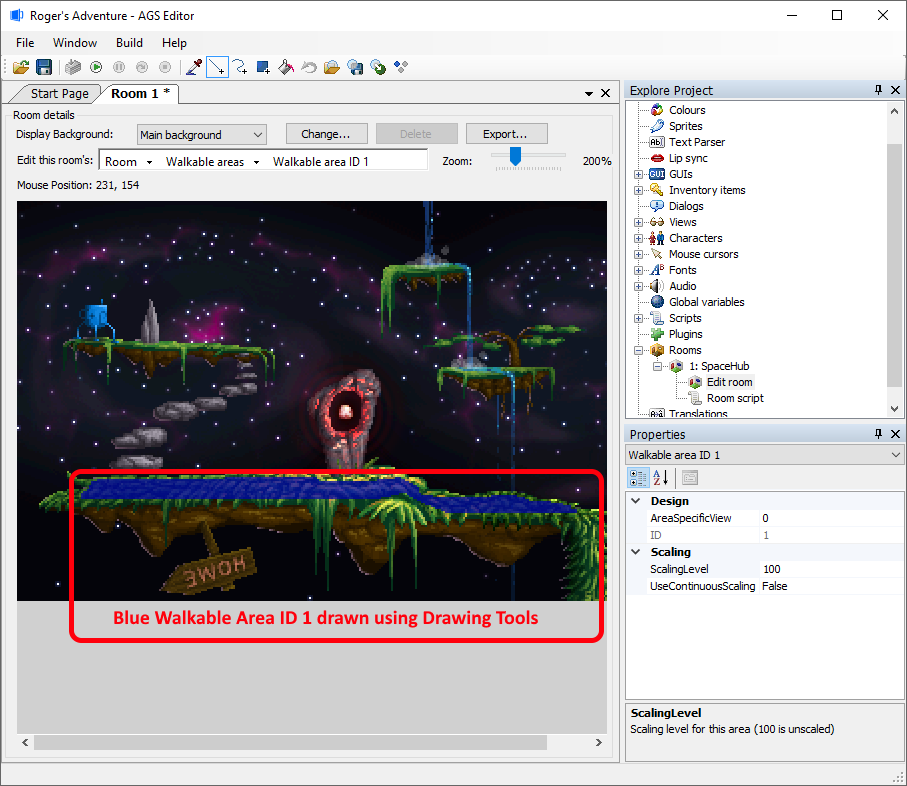 Roger's Adventure - AGS Editor
File Window Build Help
Start Page Room 1 *
Room details
Display Background: Main background Change... Delete Export...
Edit this room's: Room Walkable areas Walkable area ID 1 Zoom: 200%
Mouse Position: 231, 154
HOME
Blue Walkable Area ID 1 drawn using Drawing Tools
Explore Project
Colours
Sprites
Ab] Text Parser
Lip sync
GUI GUIs
Inventory items
Dialogs
Views
Characters
Mouse cursors
Fonts
Audio
Global variables
Scripts
Plugins
Rooms
1: SpaceHub
Edit room
Room script
Translations
Properties
Walkable area ID 1
Design
AreaSpecificView 0
ID 1
Scaling
ScalingLevel 100
UseContinuousScaling False
ScalingLevel
Scaling level for this area (100 is unscaled)